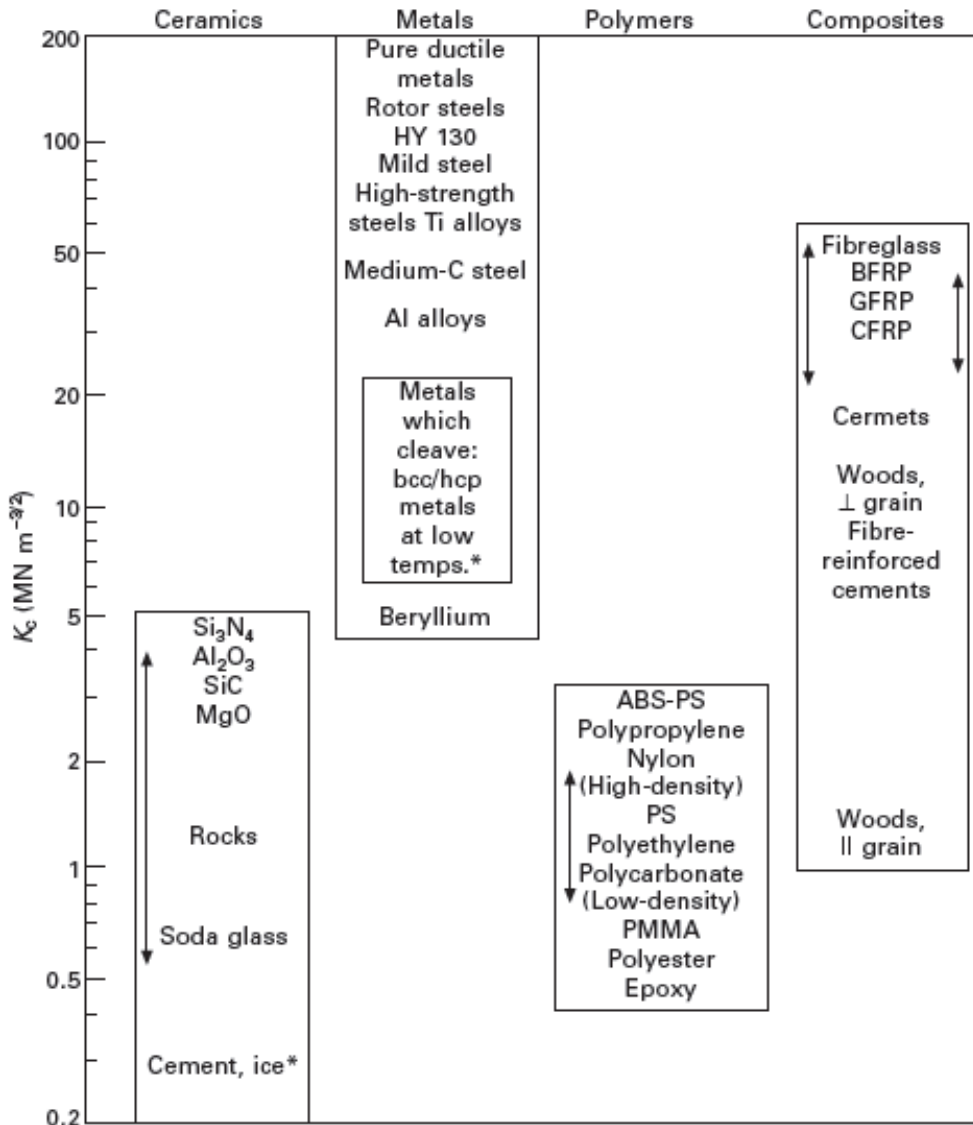 Ceramics
Metals
Polymers
Composites
200
100
50
20
10
5
2
1
0.5
0.2
K_c (MN m^−3/2)
Si₃N₄
Al₂O₃
SiC
MgO
Rocks
Soda glass
Cement, ice*
Pure ductile
metals
Rotor steels
HY 130
Mild steel
High-strength
steels Ti alloys
Medium-C steel
Al alloys
Metals
which
cleave:
bcc/hcp
metals
at low
temps.*
Beryllium
ABS-PS
Polypropylene
Nylon
(High-density)
PS
Polyethylene
Polycarbonate
(Low-density)
PMMA
Polyester
Epoxy
Fibreglass
BFRP
GFRP
CFRP
Cermets
Woods,
⊥ grain
Fibre-
reinforced
cements
Woods,
|| grain